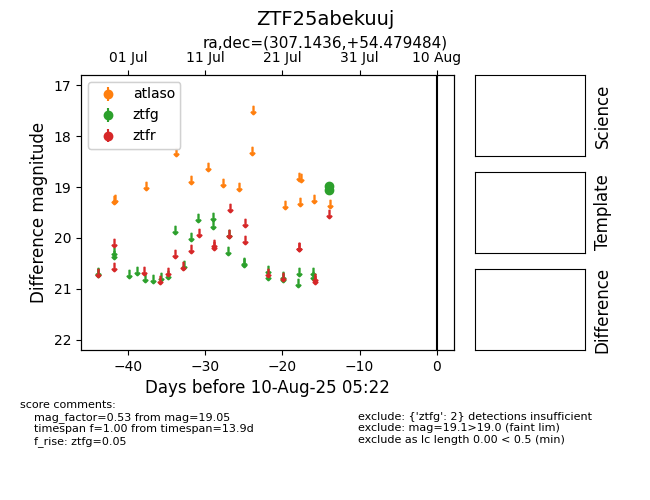 ZTF25abekuuj
ra,dec=(307.1436,+54.479484)
01 Jul 11 Jul 21 Jul 31 Jul 10 Aug
atlaso
ztfg
ztfr
17
18
19
20
21
22
Difference magnitude
−40 −30 −20 −10 0
Days before 10-Aug-25 05:22
Science
Template
Difference
score comments:
mag_factor=0.53 from mag=19.05
timespan f=1.00 from timespan=13.9d
f_rise: ztfg=0.05
exclude: {'ztfg': 2} detections insufficient
exclude: mag=19.1>19.0 (faint lim)
exclude as lc length 0.00 < 0.5 (min)